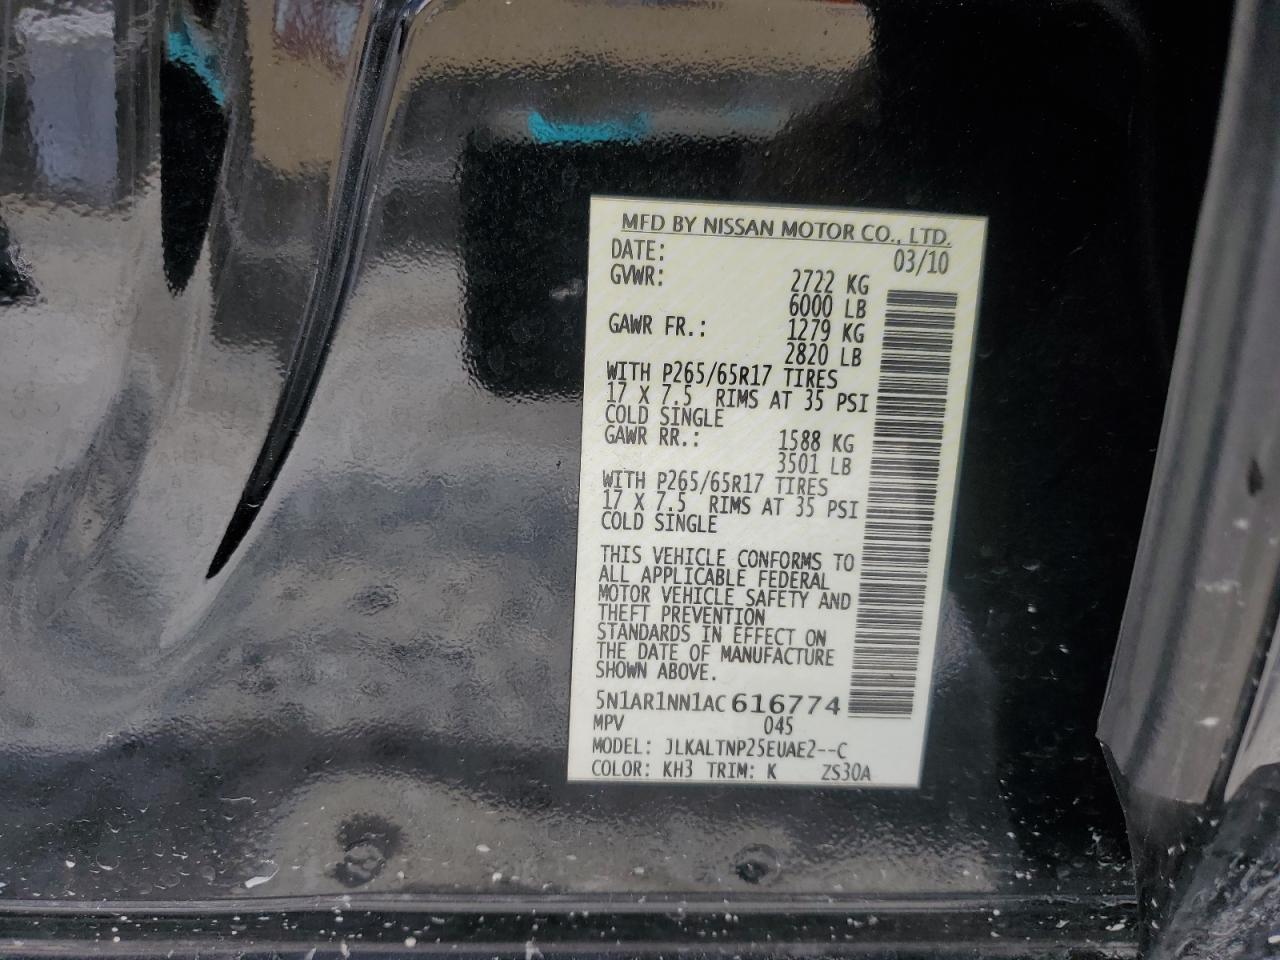 MFD BY NISSAN MOTOR CO., LTD.
DATE: 03/10
GVWR: 2722 KG
6000 LB
GAWR FR.: 1279 KG
2820 LB
WITH P265/65R17 TIRES
17 X 7.5 RIMS AT 35 PSI
COLD SINGLE
GAWR RR.: 1588 KG
3501 LB
WITH P265/65R17 TIRES
17 X 7.5 RIMS AT 35 PSI
COLD SINGLE
THIS VEHICLE CONFORMS TO
ALL APPLICABLE FEDERAL
MOTOR VEHICLE SAFETY AND
THEFT PREVENTION
STANDARDS IN EFFECT ON
THE DATE OF MANUFACTURE
SHOWN ABOVE.
5N1AR1NN1AC616774
MPV 045
MODEL: JLKALTNP25EUAE2--C
COLOR: KH3 TRIM: K ZS30A